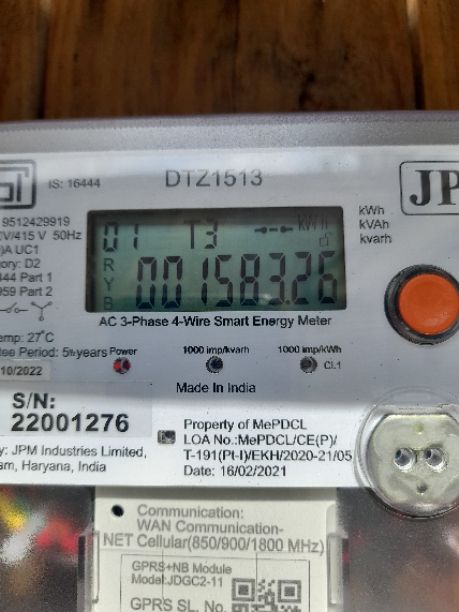 IS: 16444
DTZ1513
JP
9512429919
V/415 V 50Hz
)A UC1
ory: D2
444 Part 1
959 Part 2
01 T3 kWh
R
Y
B
001583.26
kWh
kVAh
kvarh
AC 3-Phase 4-Wire Smart Energy Meter
emp: 27°C
tee Period: 5½years
10/2022
Power
1000 imp/kvarh
1000 imp/kWh
Cl.1
Made In India
S/N:
22001276
y: JPM Industries Limited,
am, Haryana, India
Property of MePDCL
LOA No.:MePDCL/CE(P)/
T-191(Pt-I)/EKH/2020-21/05
Date: 16/02/2021
Communication:
WAN Communication-
NET Cellular(850/900/1800 MHz)
GPRS+NB Module
Model:JDGC2-11
GPRS SL. No.